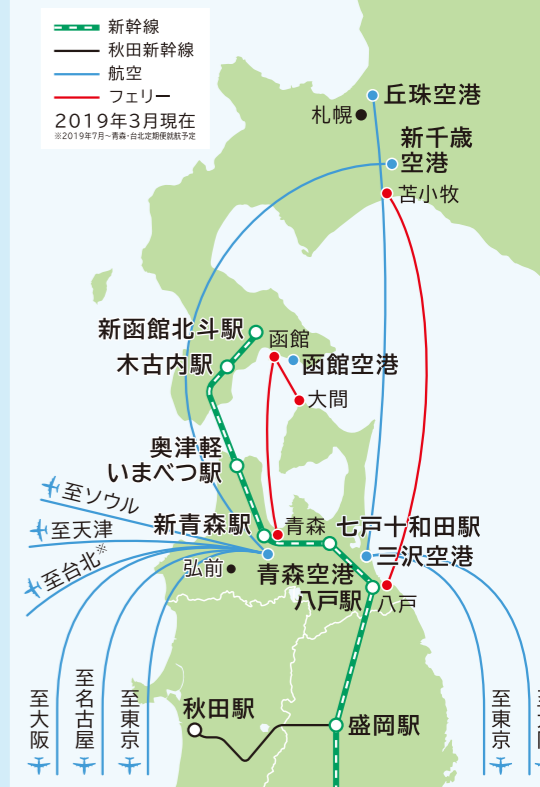 新幹線
秋田新幹線
航空
フェリー
2019年3月現在
※2019年7月～青森・台北定期便就航予定
丘珠空港
札幌
新千歳
空港
苫小牧
新函館北斗駅
函館
木古内駅
函館空港
大間
奥津軽
いまべつ駅
至ソウル
新青森駅
青森
七戸十和田駅
至天津
三沢空港
至台北※
弘前
青森空港
八戸駅
八戸
至大阪
至名古屋
至東京
秋田駅
盛岡駅
至東京